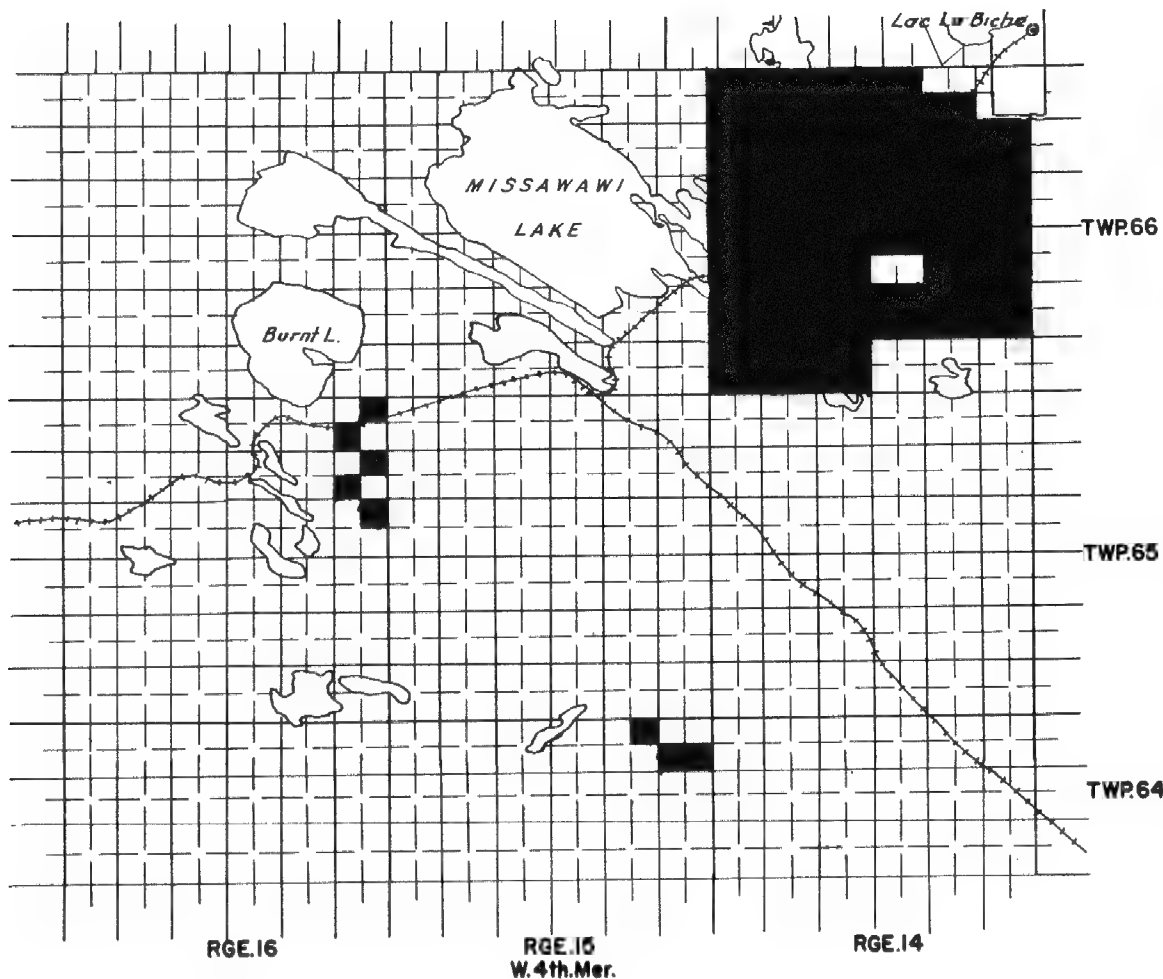 Lac La Biche
MISSAWAWI
LAKE
TWP.66
Burnt L.
TWP.65
TWP.64
RGE.16
RGE.15
RGE.14
W. 4th. Mer.